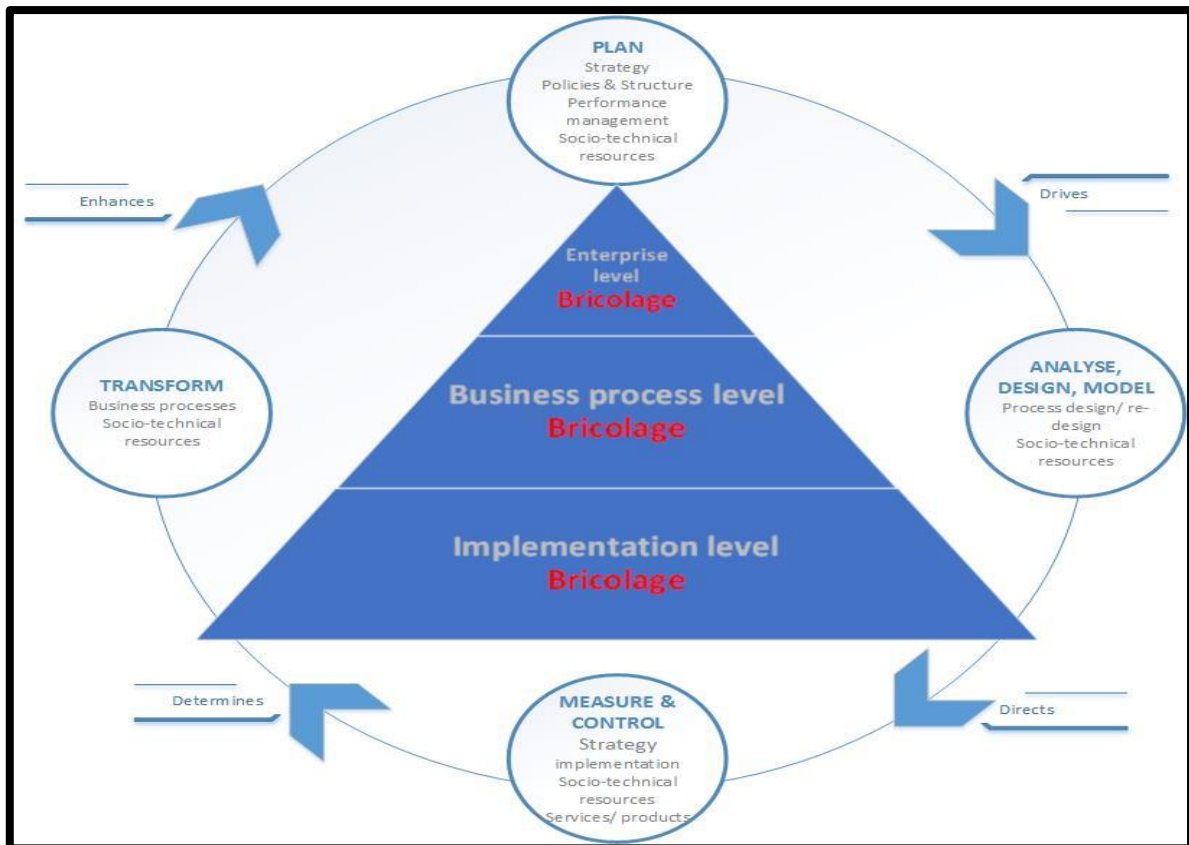 PLAN
Strategy
Policies & Structure
Performance
management
Socio-technical
resources
Enhances
Drives
Enterprise
level
Bricolage
TRANSFORM
Business processes
Socio-technical
resources
Business process level
Bricolage
ANALYSE,
DESIGN, MODEL
Process design/ re-
design
Socio-technical
resources
Implementation level
Bricolage
Determines
MEASURE &
CONTROL
Strategy
implementation
Socio-technical
resources
Services/ products
Directs